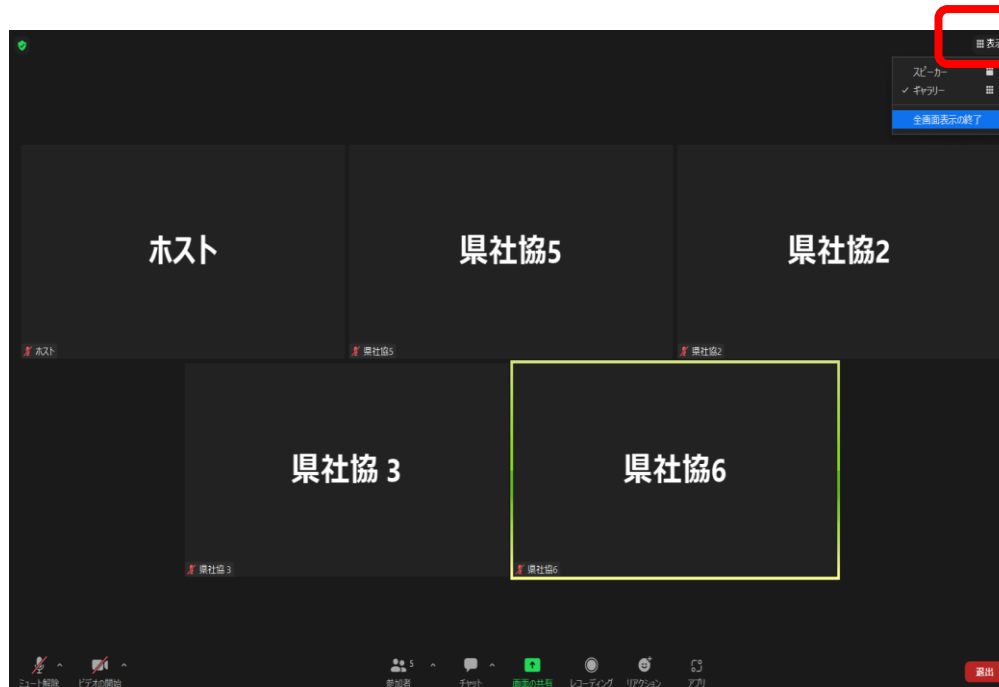 表示
スピーカー
✓ ギャラリー
全画面表示の終了
ホスト
県社協5
県社協2
ホスト
県社協5
県社協2
県社協 3
県社協6
県社協 3
県社協6
5
ミュート解除
ビデオの開始
参加者
チャット
画面の共有
レコーディング
リアクション
アプリ
退出